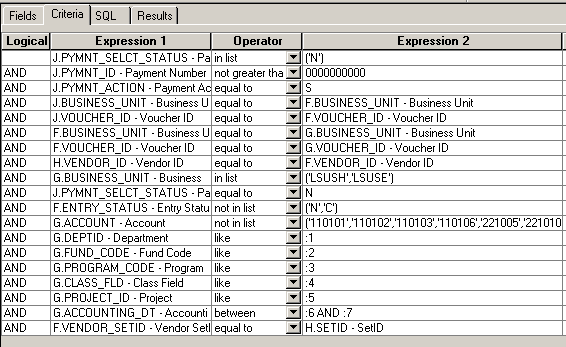 Fields Criteria SQL Results
Logical Expression 1 Operator Expression 2
J.PYMNT_SELCT_STATUS - Pa in list ('N')
AND J.PYMNT_ID - Payment Number not greater tha 0000000000
AND J.PYMNT_ACTION - Payment Ac equal to S
AND J.BUSINESS_UNIT - Business U equal to F.BUSINESS_UNIT - Business Unit
AND J.VOUCHER_ID - Voucher ID equal to F.VOUCHER_ID - Voucher ID
AND F.BUSINESS_UNIT - Business U equal to G.BUSINESS_UNIT - Business Unit
AND F.VOUCHER_ID - Voucher ID equal to G.VOUCHER_ID - Voucher ID
AND H.VENDOR_ID - Vendor ID equal to F.VENDOR_ID - Vendor ID
AND G.BUSINESS_UNIT - Business in list ('LSUSH','LSUSE')
AND J.PYMNT_SELCT_STATUS - Pa equal to N
AND F.ENTRY_STATUS - Entry Statu not in list ('N','C')
AND G.ACCOUNT - Account not in list ('110101','110102','110103','110106','221005','221010
AND G.DEPTID - Department like :1
AND G.FUND_CODE - Fund Code like :2
AND G.PROGRAM_CODE - Program like :3
AND G.CLASS_FLD - Class Field like :4
AND G.PROJECT_ID - Project like :5
AND G.ACCOUNTING_DT - Accounti between :6 AND :7
AND F.VENDOR_SETID - Vendor SetI equal to H.SETID - SetID